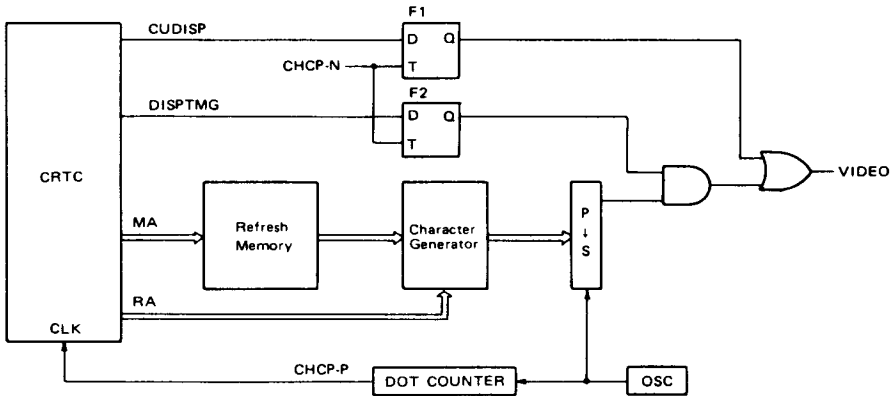 F1
CUDISP
D Q
CHCP-N
T
F2
DISPTMG
D Q
T
CRTC
VIDEO
MA
Refresh
Memory
Character
Generator
P
↓
S
RA
CLK
CHCP-P
DOT COUNTER
OSC